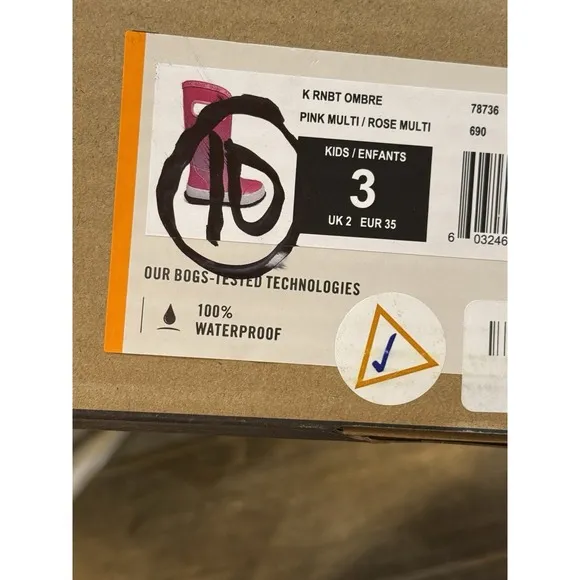 K RNBT OMBRE 78736
PINK MULTI / ROSE MULTI 690
10
KIDS / ENFANTS
3
UK 2 EUR 35
6 03246
OUR BOGS-TESTED TECHNOLOGIES
100%
WATERPROOF